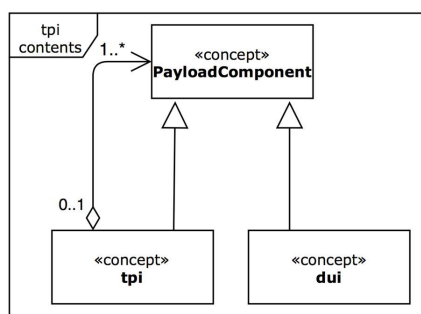 tpi
contents
1..*
«concept»
PayloadComponent
0..1
«concept»
tpi
«concept»
dui